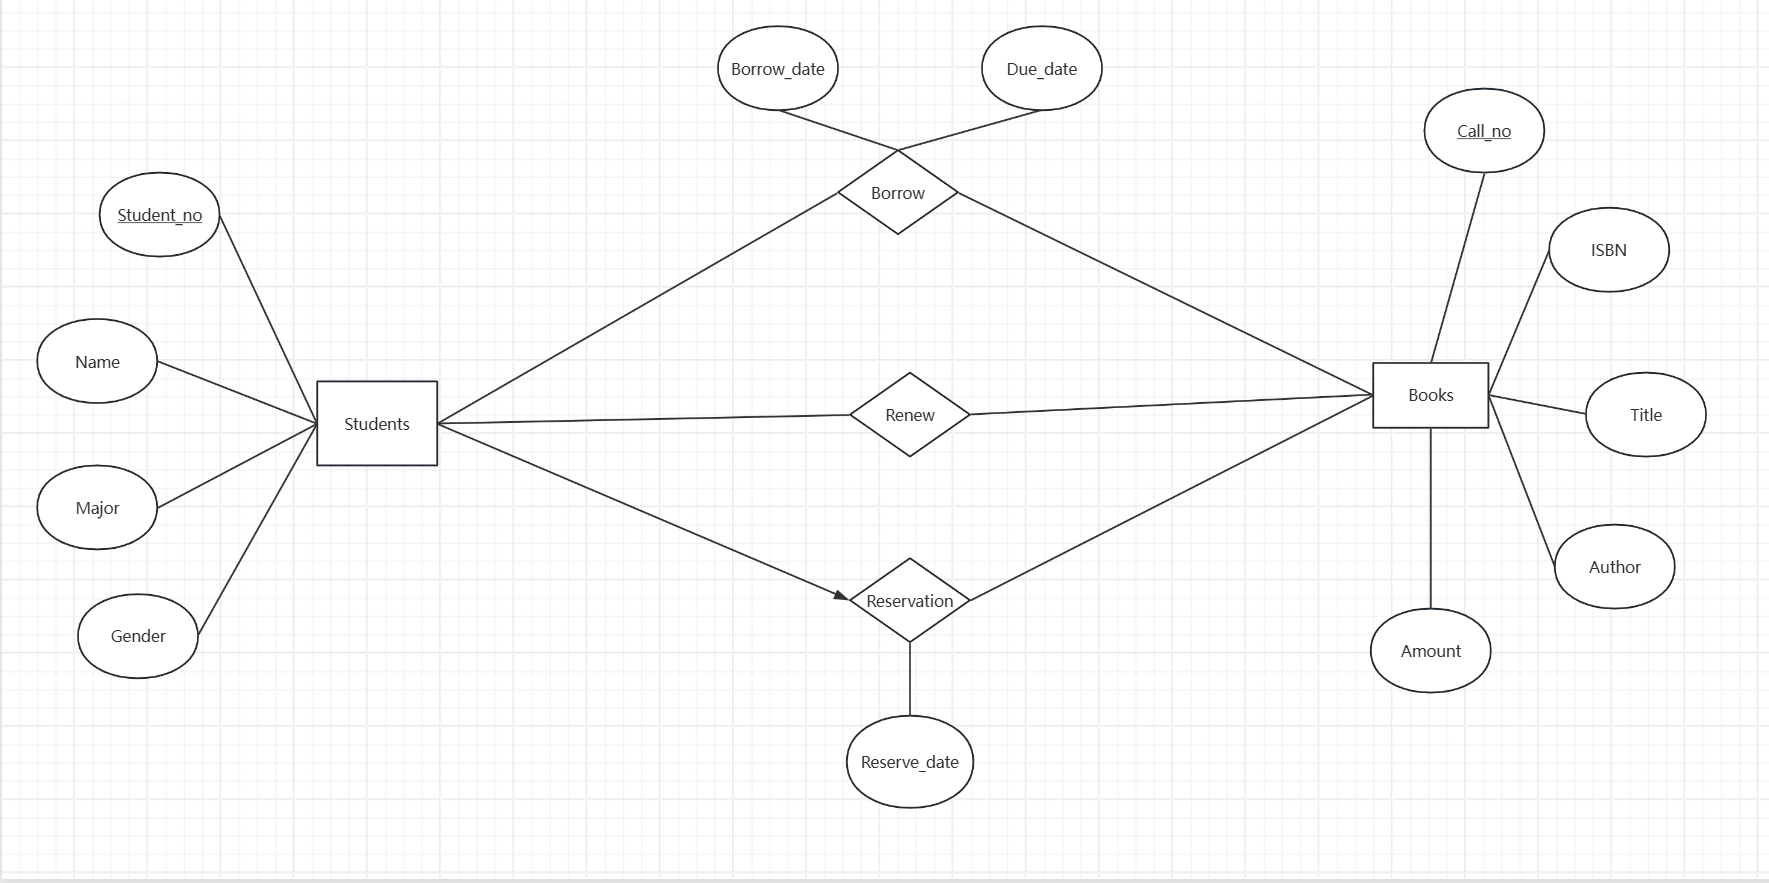 Borrow_date
Due_date
Call_no
Borrow
Student_no
ISBN
Name
Students
Renew
Books
Title
Major
Author
Reservation
Gender
Amount
Reserve_date